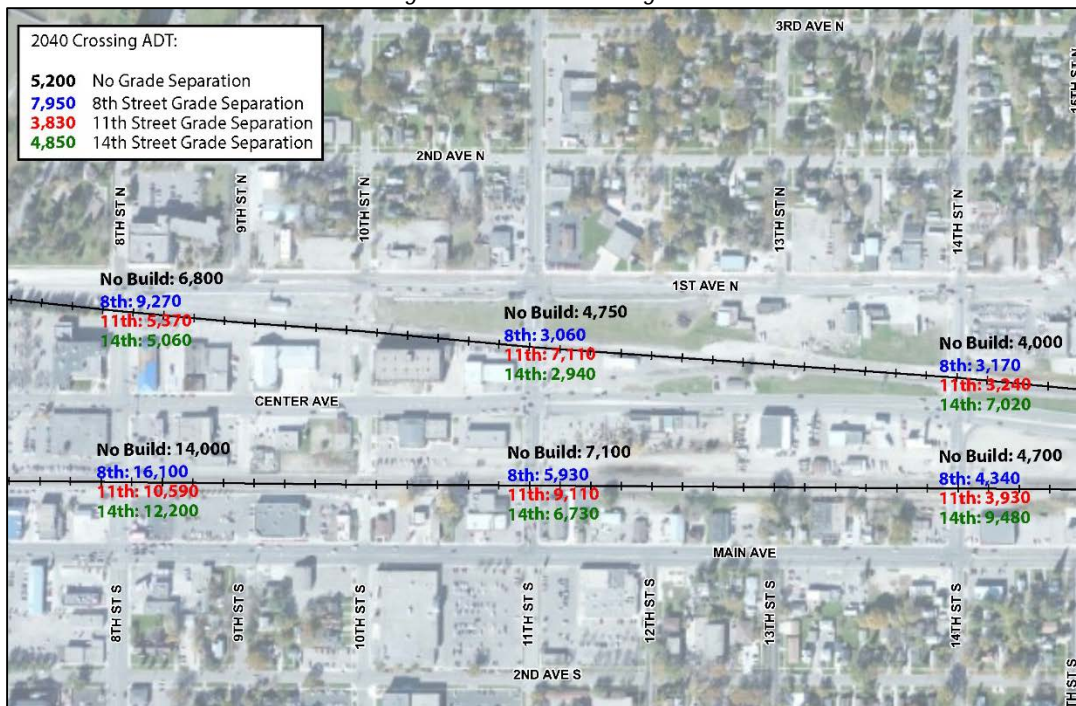 2040 Crossing ADT:
5,200 No Grade Separation
7,950 8th Street Grade Separation
3,830 11th Street Grade Separation
4,850 14th Street Grade Separation
3RD AVE N
15TH ST N
2ND AVE N
8TH ST N
9TH ST N
10TH ST N
13TH ST N
14TH ST N
1ST AVE N
No Build: 6,800
8th: 9,270
11th: 5,370
14th: 5,060
No Build: 4,750
8th: 3,060
11th: 7,110
14th: 2,940
No Build: 4,000
8th: 3,170
11th: 3,240
14th: 7,020
CENTER AVE
No Build: 14,000
8th: 16,100
11th: 10,590
14th: 12,200
No Build: 7,100
8th: 5,930
11th: 9,110
14th: 6,730
No Build: 4,700
8th: 4,340
11th: 3,930
14th: 9,480
MAIN AVE
8TH ST S
9TH ST S
10TH ST S
11TH ST S
12TH ST S
13TH ST S
14TH ST S
2ND AVE S
TH ST S